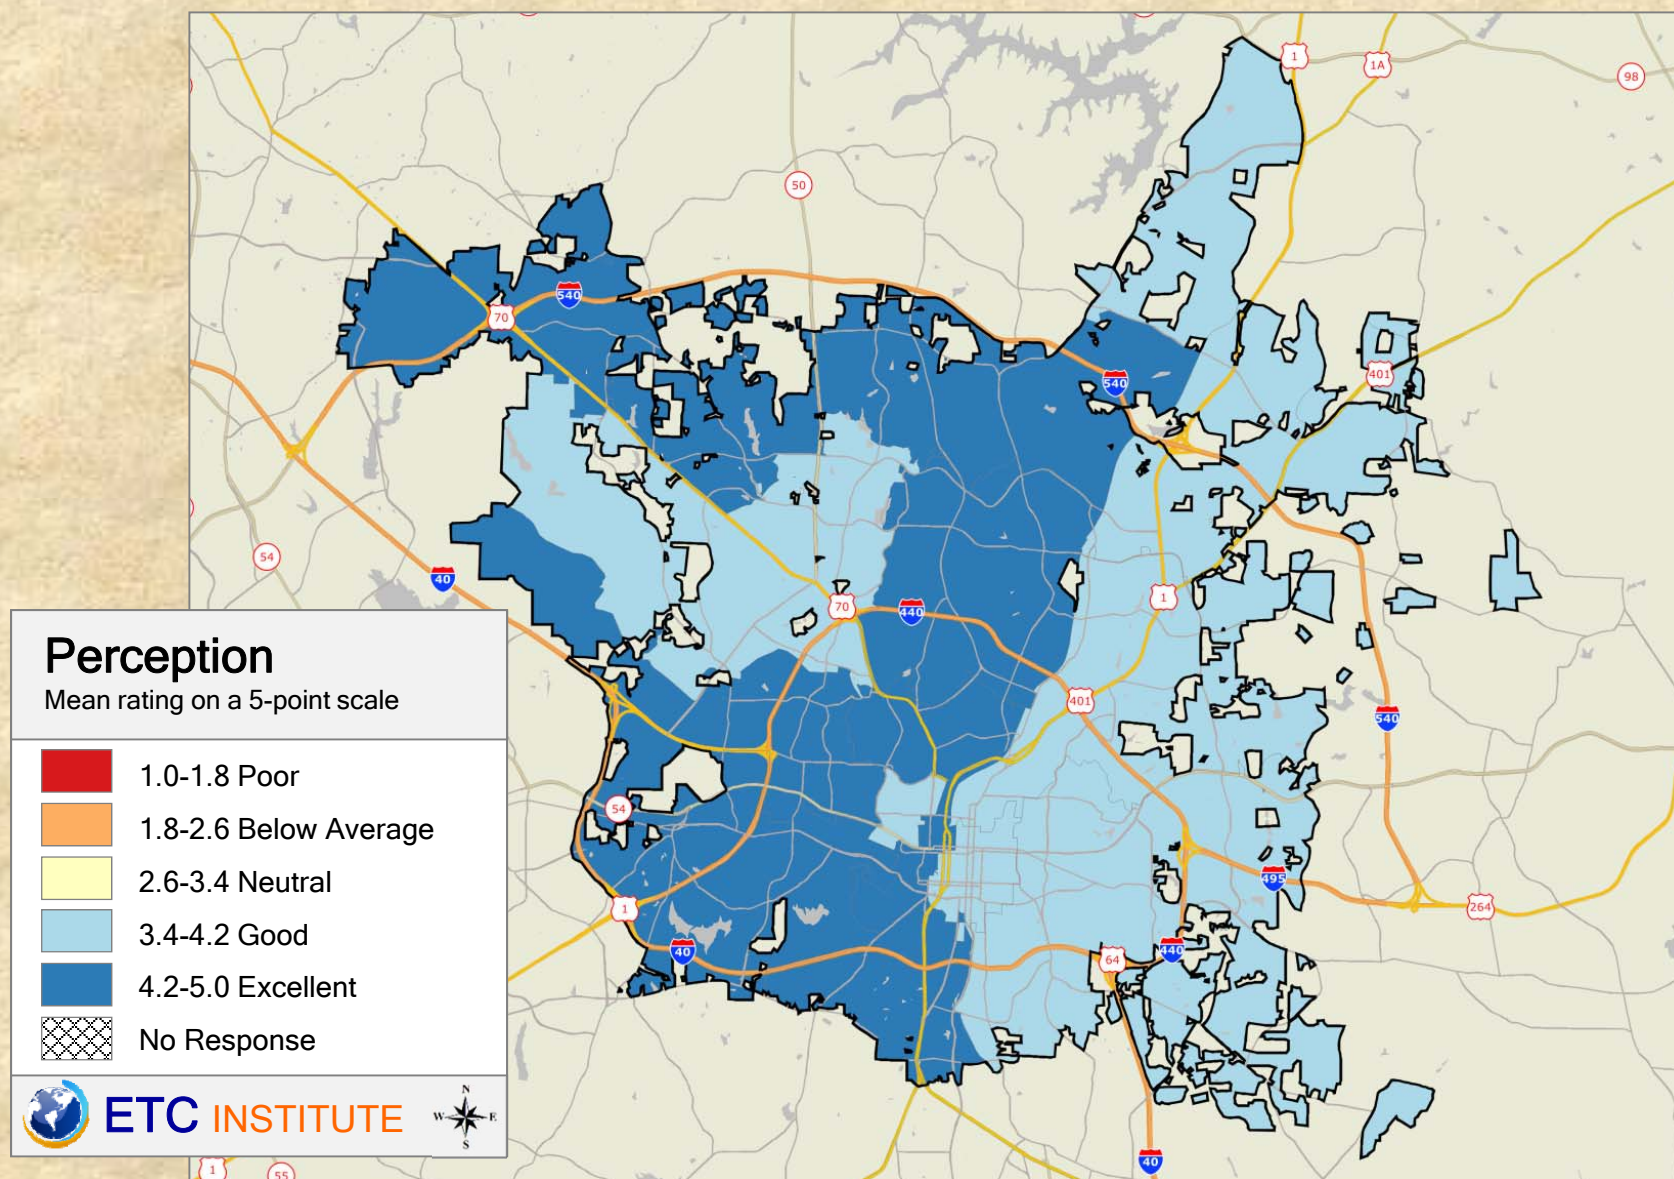 1
1A
98
50
540
70
540
401
54
40
70
440
1
401
540
54
495
1
264
40
64
440
40
1
55
Perception
Mean rating on a 5-point scale
1.0-1.8 Poor
1.8-2.6 Below Average
2.6-3.4 Neutral
3.4-4.2 Good
4.2-5.0 Excellent
No Response
ETC INSTITUTE
N
W E
S